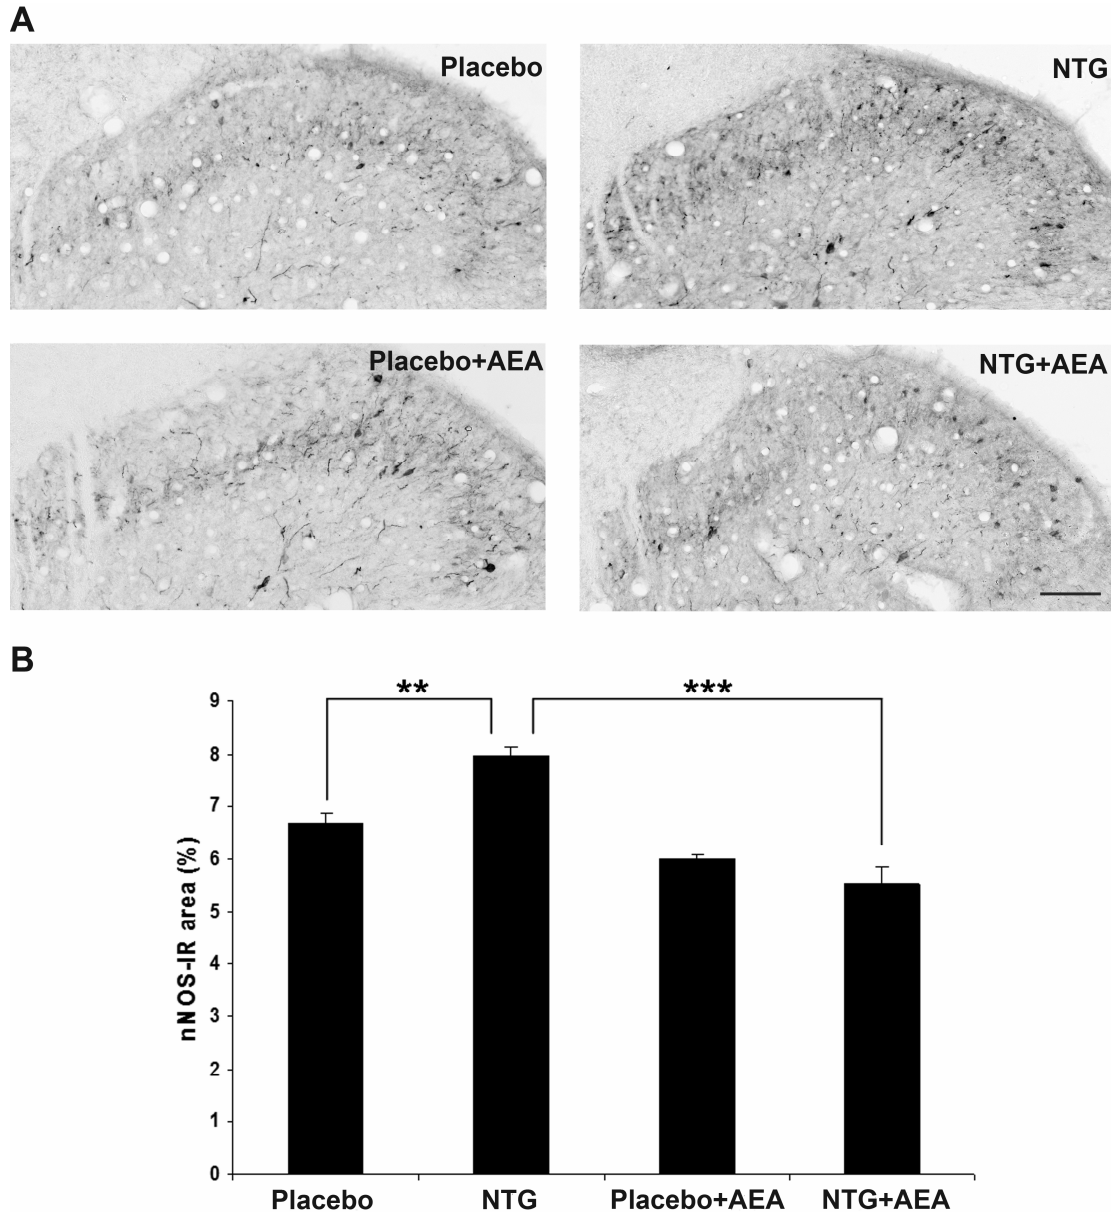 A
Placebo
NTG
Placebo+AEA
NTG+AEA
B
**
***
9
8
7
6
5
4
3
2
1
0
nNOS-IR area (%)
Placebo
NTG
Placebo+AEA
NTG+AEA